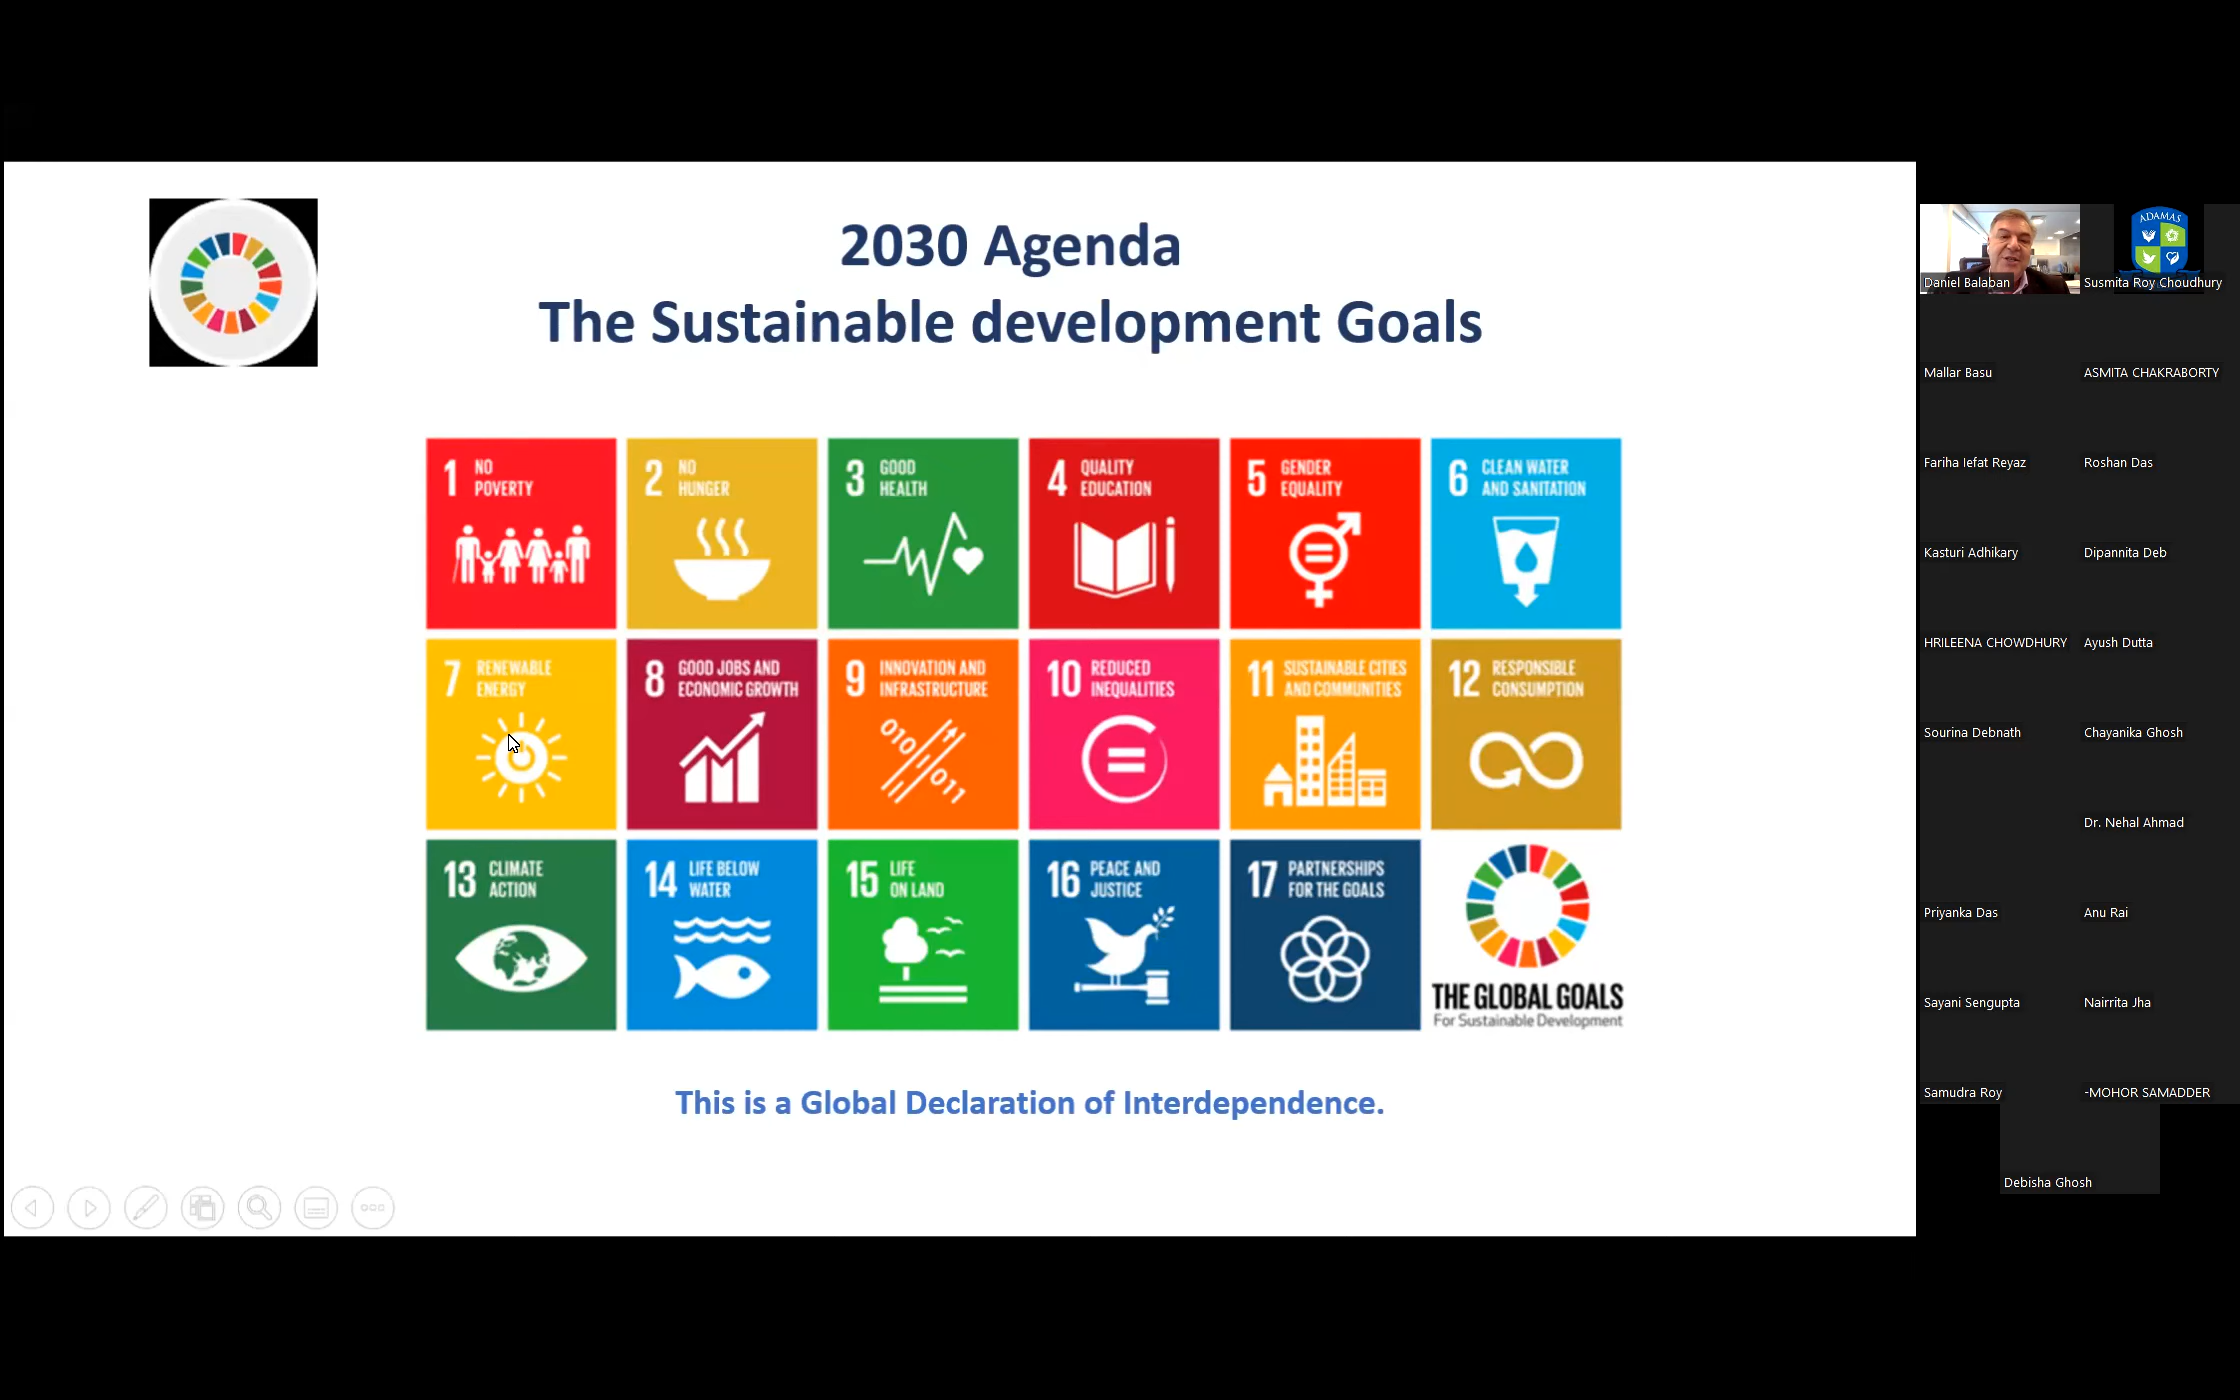 2030 Agenda
The Sustainable development Goals
1 NO
POVERTY
2 NO
HUNGER
3 GOOD
HEALTH
4 QUALITY
EDUCATION
5 GENDER
EQUALITY
6 CLEAN WATER
AND SANITATION
7 RENEWABLE
ENERGY
8 GOOD JOBS AND
ECONOMIC GROWTH
9 INNOVATION AND
INFRASTRUCTURE
010
011
10 REDUCED
INEQUALITIES
11 SUSTAINABLE CITIES
AND COMMUNITIES
12 RESPONSIBLE
CONSUMPTION
13 CLIMATE
ACTION
14 LIFE BELOW
WATER
15 LIFE
ON LAND
16 PEACE AND
JUSTICE
17 PARTNERSHIPS
FOR THE GOALS
THE GLOBAL GOALS
For Sustainable Development
This is a Global Declaration of Interdependence.
ADAMAS
Daniel Balaban
Susmita Roy Choudhury
Mallar Basu
ASMITA CHAKRABORTY
Fariha Iefat Reyaz
Roshan Das
Kasturi Adhikary
Dipannita Deb
HRILEENA CHOWDHURY
Ayush Dutta
Sourina Debnath
Chayanika Ghosh
Dr. Nehal Ahmad
Priyanka Das
Anu Rai
Sayani Sengupta
Nairrita Jha
Samudra Roy
-MOHOR SAMADDER
Debisha Ghosh